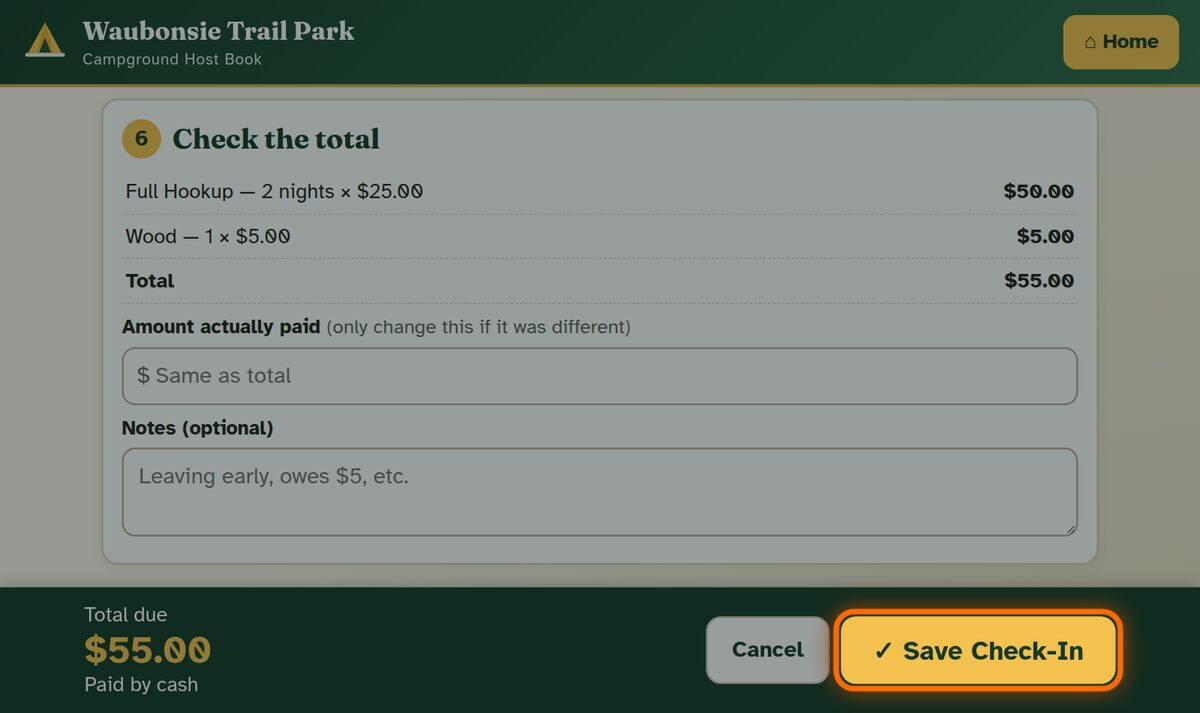 Waubonsie Trail Park
Campground Host Book
⌂ Home
6 Check the total
Full Hookup — 2 nights × $25.00 $50.00
Wood — 1 × $5.00 $5.00
Total $55.00
Amount actually paid (only change this if it was different)
$ Same as total
Notes (optional)
Leaving early, owes $5, etc.
Total due
$55.00
Paid by cash
Cancel
✓ Save Check-In